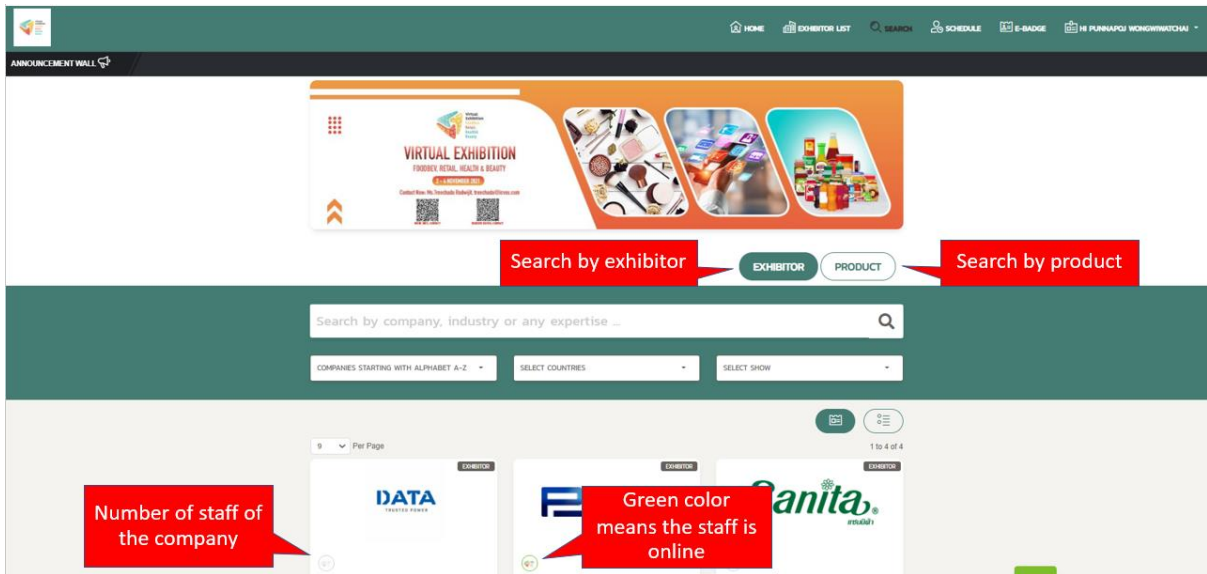 HOME
EXHIBITOR LIST
SEARCH
SCHEDULE
E-BADGE
HI PUNNAPOJ WONGWIWATCHAI
ANNOUNCEMENT WALL
VIRTUAL EXHIBITION
FOODBEV, RETAIL, HEALTH & BEAUTY
Search by exhibitor
EXHIBITOR
PRODUCT
Search by product
Search by company, industry or any expertise ...
COMPANIES STARTING WITH ALPHABET A-Z
SELECT COUNTRIES
SELECT SHOW
9 Per Page
1 to 4 of 4
EXHIBITOR
EXHIBITOR
EXHIBITOR
DATA
TRUSTED POWER
Number of staff of
the company
Green color
means the staff is
online